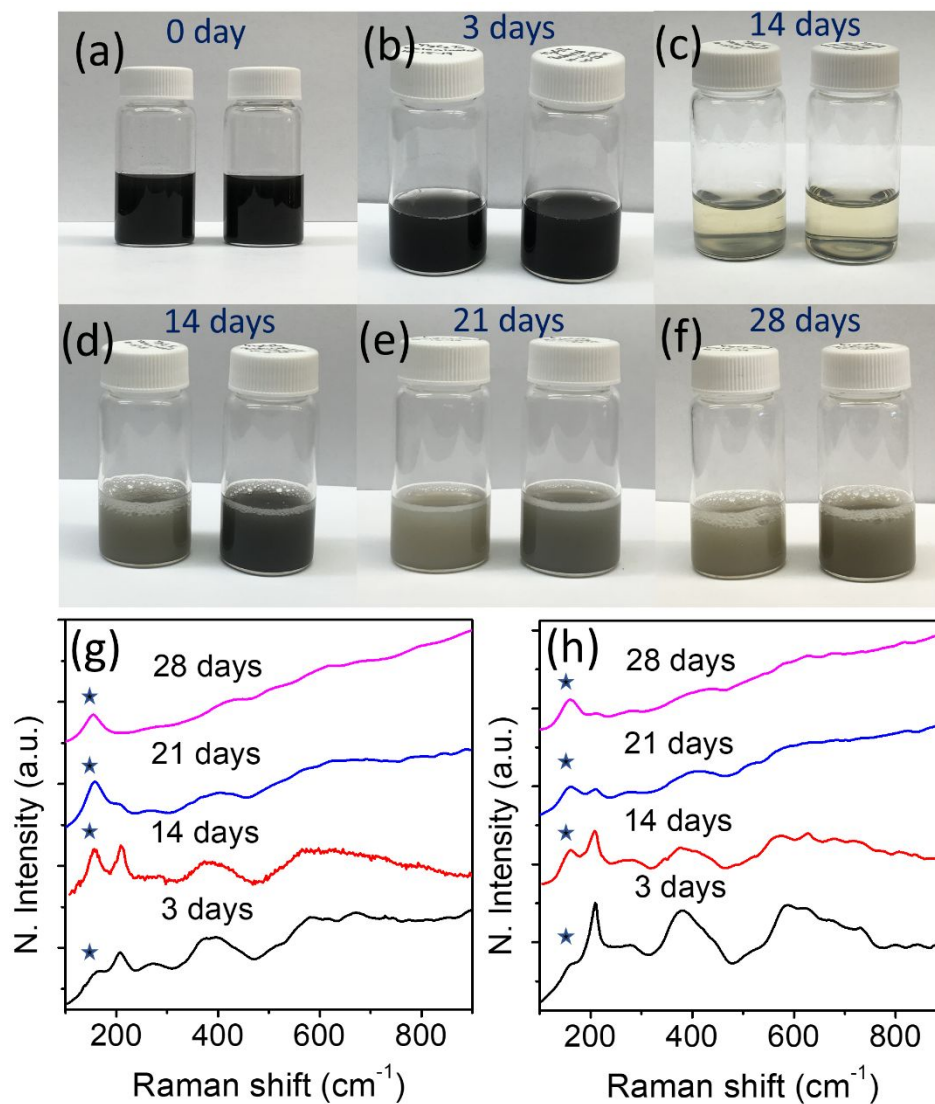 (a) 0 day
(b) 3 days
(c) 14 days
(d) 14 days
(e) 21 days
(f) 28 days
(g)
28 days
21 days
14 days
3 days
N. Intensity (a.u.)
200 400 600 800
Raman shift (cm⁻¹)
(h)
28 days
21 days
14 days
3 days
N. Intensity (a.u.)
200 400 600 800
Raman shift (cm⁻¹)